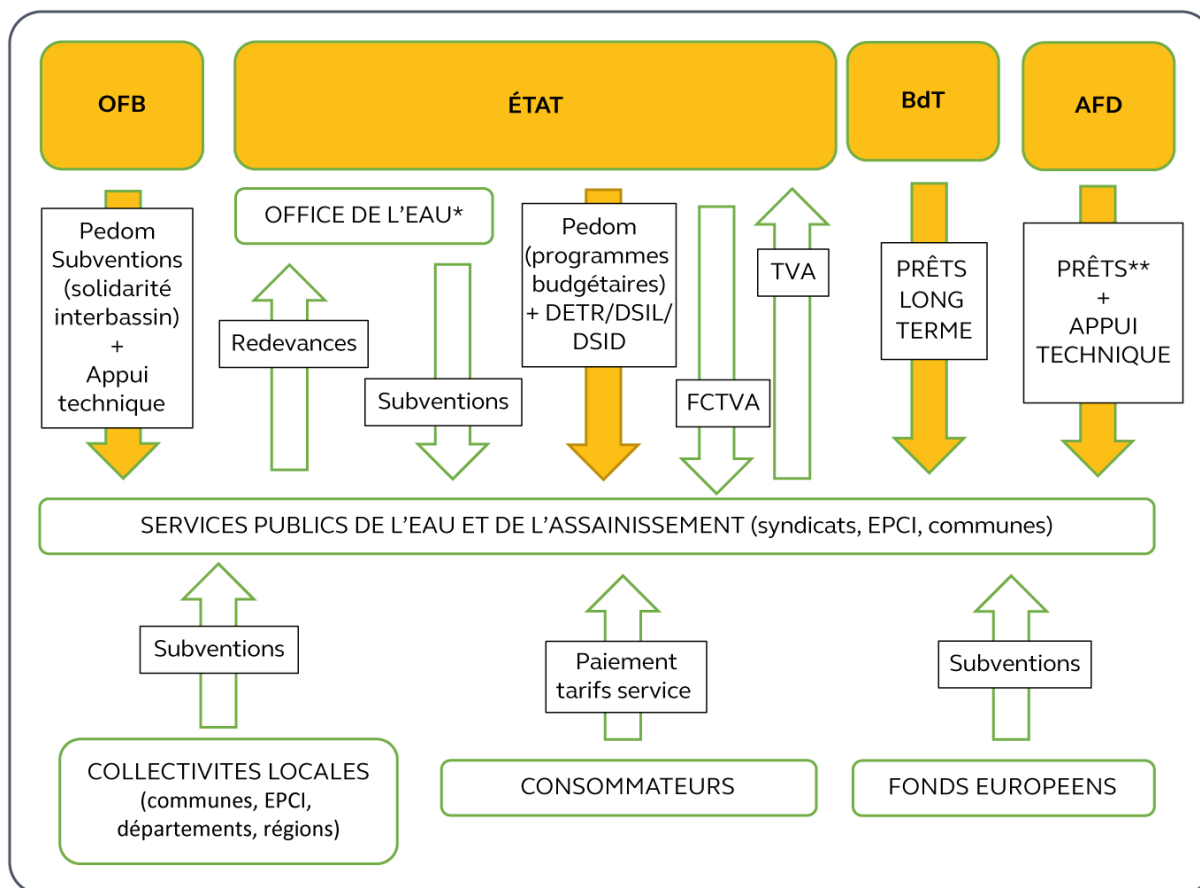 OFB
ÉTAT
BdT
AFD
Pedom
Subventions
(solidarité
interbassin)
+
Appui
technique
OFFICE DE L'EAU*
Redevances
Subventions
Pedom
(programmes
budgétaires)
+ DETR/DSIL/
DSID
FCTVA
TVA
PRÊTS
LONG
TERME
PRÊTS**
+
APPUI
TECHNIQUE
SERVICES PUBLICS DE L'EAU ET DE L'ASSAINISSEMENT (syndicats, EPCI, communes)
Subventions
Paiement
tarifs service
Subventions
COLLECTIVITES LOCALES
(communes, EPCI,
départements, régions)
CONSOMMATEURS
FONDS EUROPEENS